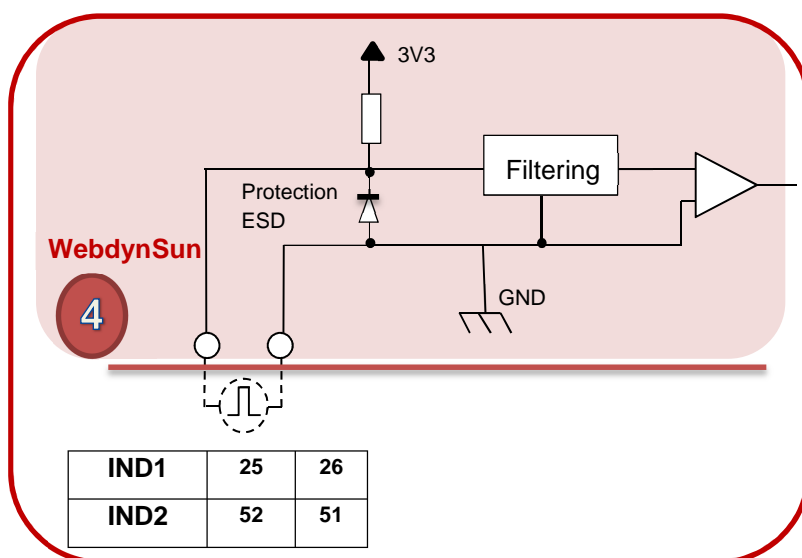 3V3
Filtering
Protection
ESD
WebdynSun
4
GND
IND1 25 26
IND2 52 51